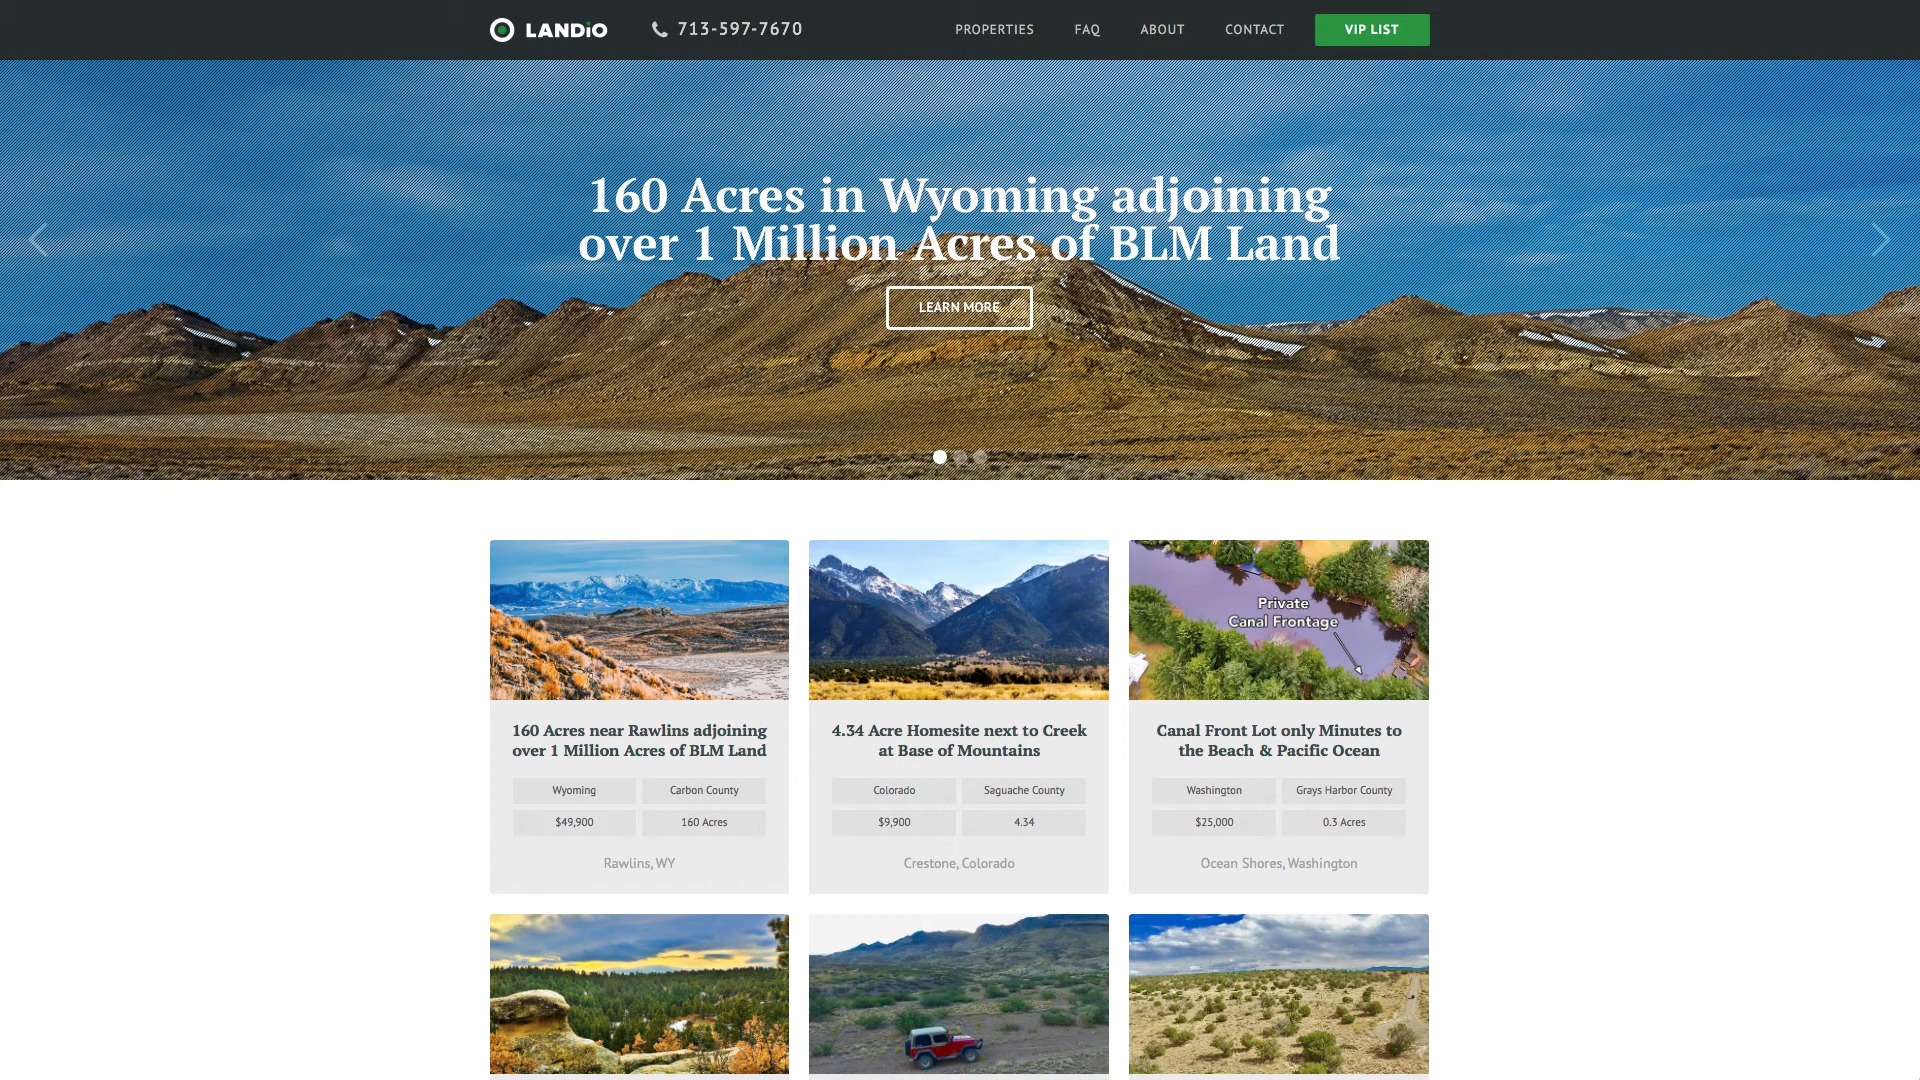 LANDiO
713-597-7670
PROPERTIES
FAQ
ABOUT
CONTACT
VIP LIST
160 Acres in Wyoming adjoining
over 1 Million Acres of BLM Land
LEARN MORE
Private
Canal Frontage
160 Acres near Rawlins adjoining
over 1 Million Acres of BLM Land
Wyoming
Carbon County
$49,900
160 Acres
Rawlins, WY
4.34 Acre Homesite next to Creek
at Base of Mountains
Colorado
Saguache County
$9,900
4.34
Crestone, Colorado
Canal Front Lot only Minutes to
the Beach & Pacific Ocean
Washington
Grays Harbor County
$25,000
0.3 Acres
Ocean Shores, Washington